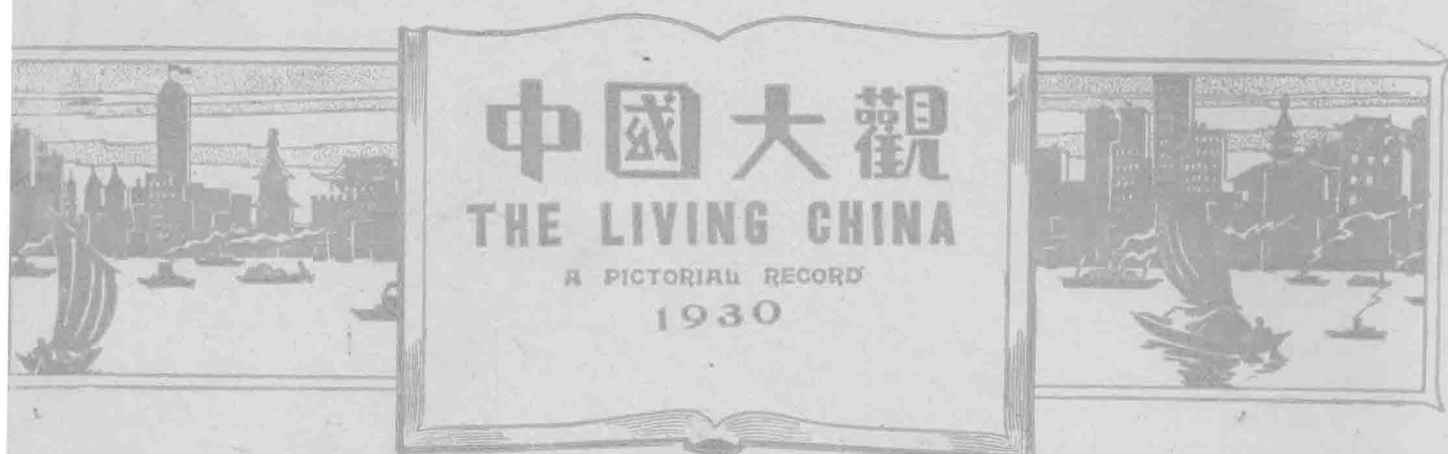 中國大觀
THE LIVING CHINA
A PICTORIAL RECORD
1930